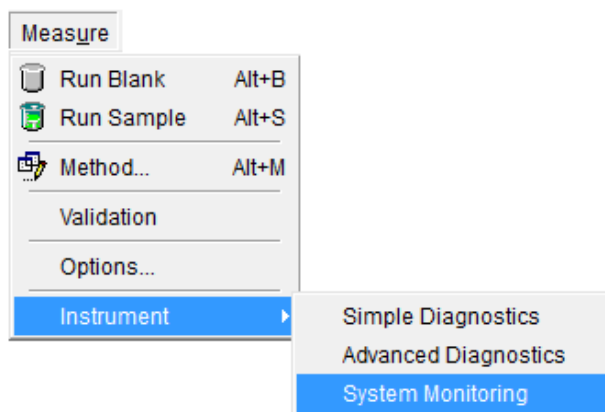 Measure
Run Blank Alt+B
Run Sample Alt+S
Method... Alt+M
Validation
Options...
Instrument
Simple Diagnostics
Advanced Diagnostics
System Monitoring